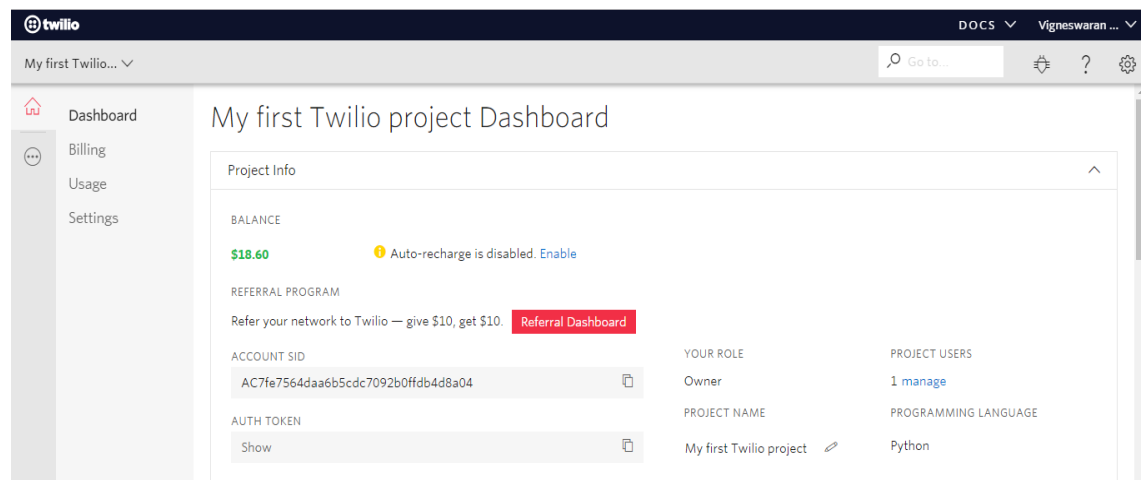 twilio
DOCS Vigneswaran ...
My first Twilio... Go to...
Dashboard
Billing
Usage
Settings
My first Twilio project Dashboard
Project Info
BALANCE
$18.60 Auto-recharge is disabled. Enable
REFERRAL PROGRAM
Refer your network to Twilio — give $10, get $10. Referral Dashboard
ACCOUNT SID YOUR ROLE PROJECT USERS
AC7fe7564daa6b5cdc7092b0ffdb4d8a04 Owner 1 manage
AUTH TOKEN PROJECT NAME PROGRAMMING LANGUAGE
Show My first Twilio project Python